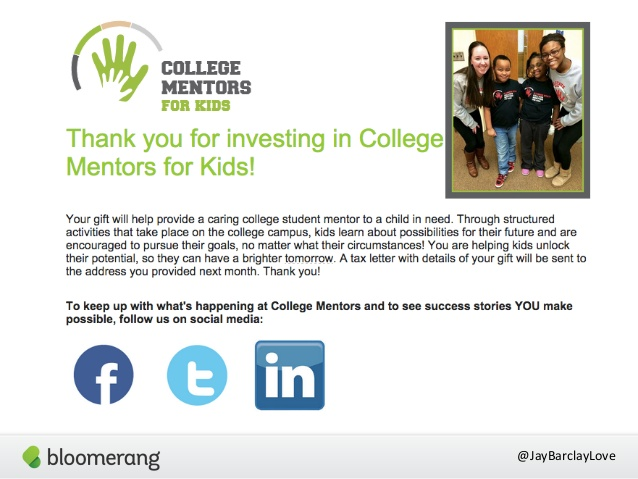 COLLEGE
MENTORS
FOR KIDS
Thank you for investing in College
Mentors for Kids!
Your gift will help provide a caring college student mentor to a child in need. Through structured
activities that take place on the college campus, kids learn about possibilities for their future and are
encouraged to pursue their goals, no matter what their circumstances! You are helping kids unlock
their potential, so they can have a brighter tomorrow. A tax letter with details of your gift will be sent to
the address you provided next month. Thank you!
To keep up with what's happening at College Mentors and to see success stories YOU make
possible, follow us on social media:
f
t
in
bloomerang
@JayBarclayLove